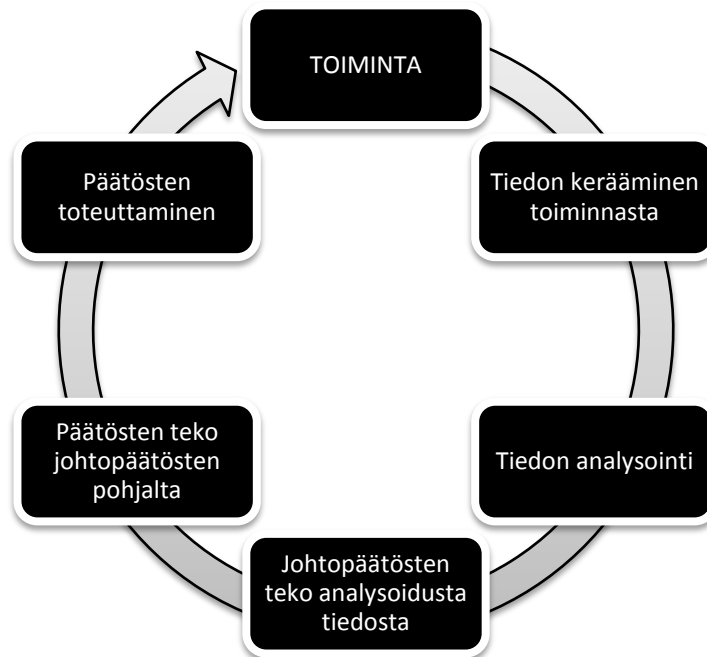 TOIMINTA
Tiedon kerääminen
toiminnasta
Tiedon analysointi
Johtopäätösten
teko analysoidusta
tiedosta
Päätösten teko
johtopäätösten
pohjalta
Päätösten
toteuttaminen